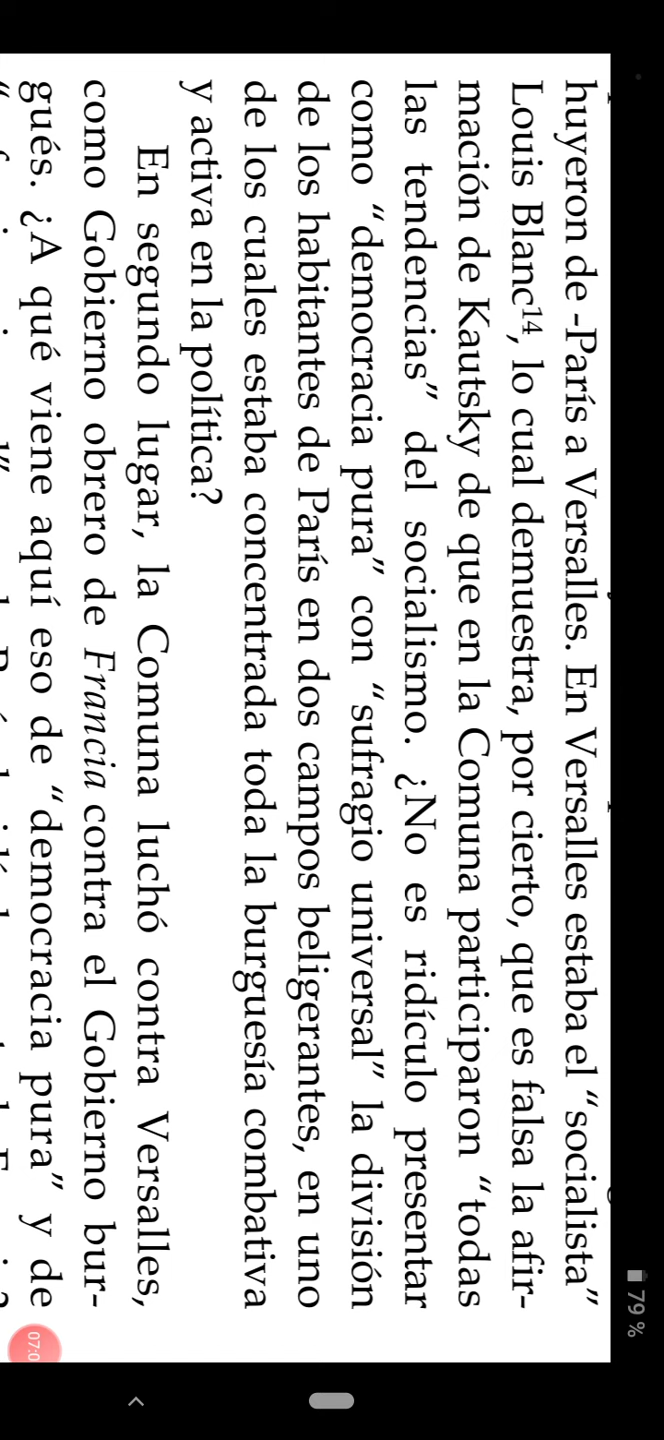 huyeron de -París a Versalles. En Versalles estaba el “socialista”
Louis Blanc¹⁴, lo cual demuestra, por cierto, que es falsa la afir-
mación de Kautsky de que en la Comuna participaron “todas
las tendencias” del socialismo. ¿No es ridículo presentar
como “democracia pura” con “sufragio universal” la división
de los habitantes de París en dos campos beligerantes, en uno
de los cuales estaba concentrada toda la burguesía combativa
y activa en la política?
En segundo lugar, la Comuna luchó contra Versalles,
como Gobierno obrero de Francia contra el Gobierno bur-
gués. ¿A qué viene aquí eso de “democracia pura” y de
79 %
07:0